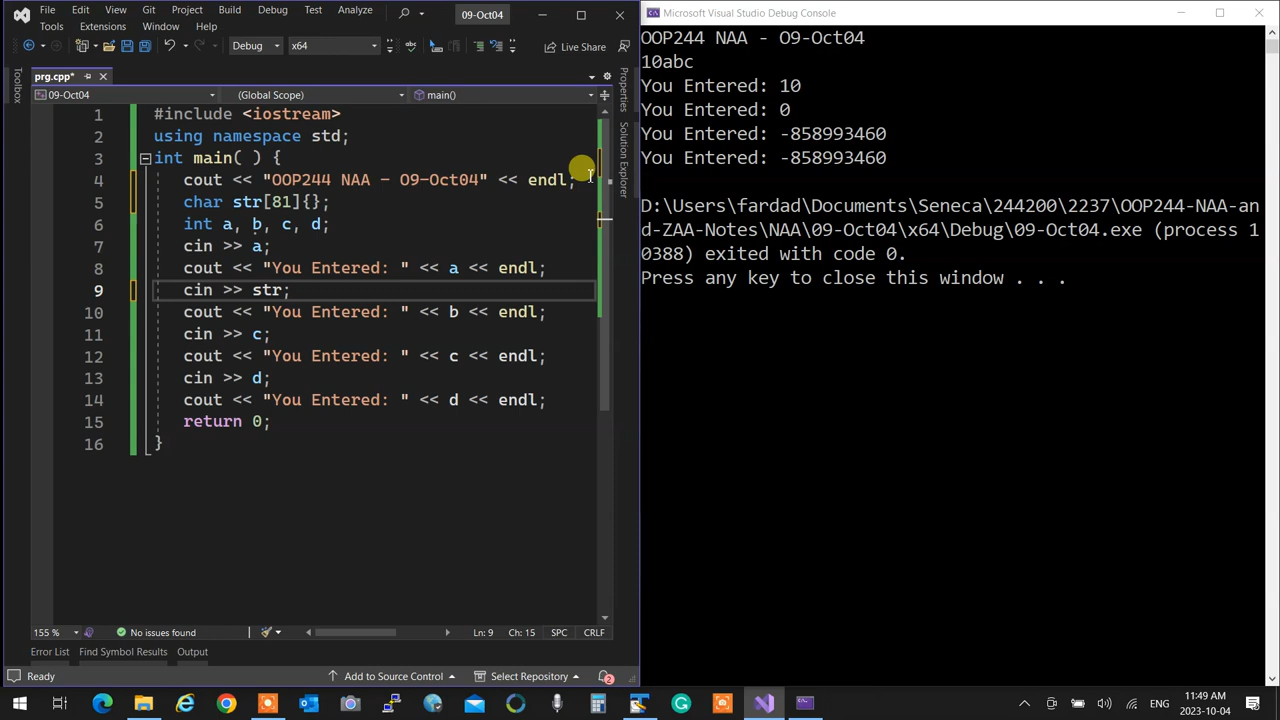 File Edit View Git Project Build Debug Test Analyze
09-Oct04
Tools Extensions Window Help
Debug x64 Live Share
prg.cpp*
09-Oct04 (Global Scope) main()
Toolbox
Properties
Solution Explorer
1 #include <iostream>
2 using namespace std;
3 int main( ) {
4 cout << "OOP244 NAA - O9-Oct04" << endl;
5 char str[81]{};
6 int a, b, c, d;
7 cin >> a;
8 cout << "You Entered: " << a << endl;
9 cin >> str;
10 cout << "You Entered: " << b << endl;
11 cin >> c;
12 cout << "You Entered: " << c << endl;
13 cin >> d;
14 cout << "You Entered: " << d << endl;
15 return 0;
16 }
155 % No issues found Ln: 9 Ch: 15 SPC CRLF
Error List Find Symbol Results Output
Ready Add to Source Control Select Repository 2
Microsoft Visual Studio Debug Console
OOP244 NAA - O9-Oct04
10abc
You Entered: 10
You Entered: 0
You Entered: -858993460
You Entered: -858993460
D:\Users\fardad\Documents\Seneca\244200\2237\OOP244-NAA-an
d-ZAA-Notes\NAA\09-Oct04\x64\Debug\09-Oct04.exe (process 1
0388) exited with code 0.
Press any key to close this window . . .
ENG
11:49 AM
2023-10-04